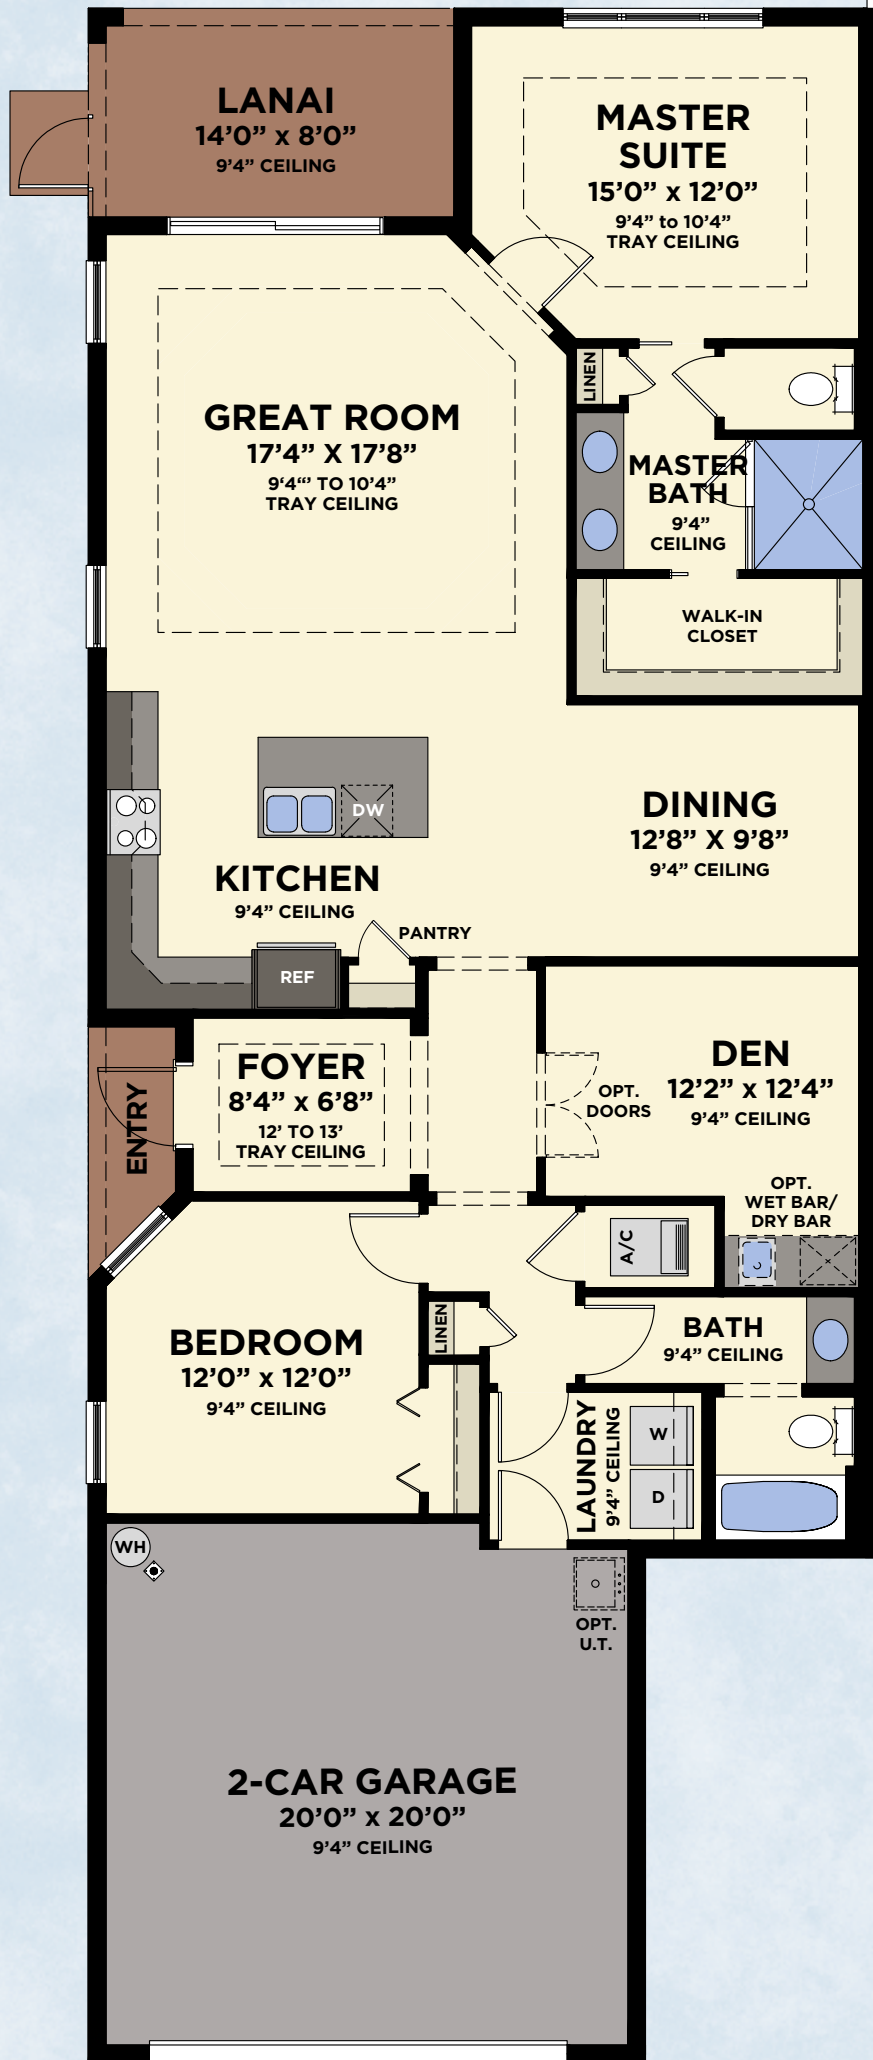 LANAI
14'0” x 8'0”
9'4” CEILING
MASTER
SUITE
15'0” x 12'0”
9'4” to 10'4”
TRAY CEILING
GREAT ROOM
17'4” X 17'8”
9'4“' TO 10'4”
TRAY CEILING
LINEN
MASTER
BATH
9'4”
CEILING
WALK-IN
CLOSET
DW
DINING
12'8” X 9'8”
9'4” CEILING
KITCHEN
9'4” CEILING
PANTRY
REF
ENTRY
FOYER
8'4” x 6'8”
12' TO 13'
TRAY CEILING
OPT.
DOORS
DEN
12'2” x 12'4”
9'4” CEILING
OPT.
WET BAR/
DRY BAR
A/C
BEDROOM
12'0” x 12'0”
9'4” CEILING
LINEN
BATH
9'4” CEILING
LAUNDRY
9'4” CEILING
W
D
WH
OPT.
U.T.
2-CAR GARAGE
20'0” x 20'0”
9'4” CEILING